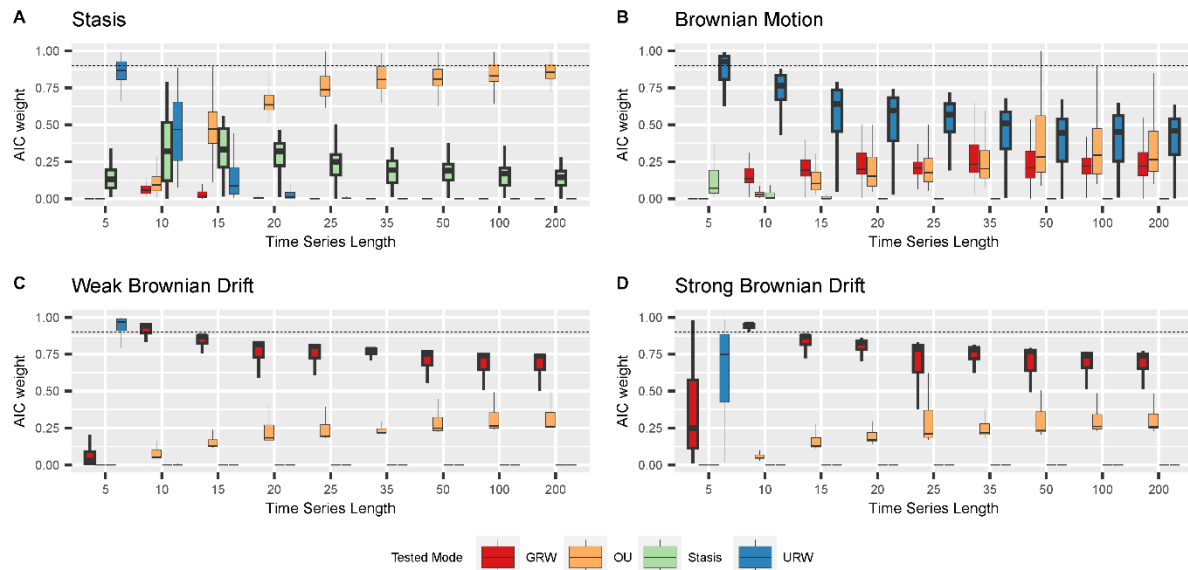 A Stasis
B Brownian Motion
AIC weight
1.00
0.75
0.50
0.25
0.00
5 10 15 20 25 35 50 100 200
Time Series Length
AIC weight
1.00
0.75
0.50
0.25
0.00
5 10 15 20 25 35 50 100 200
Time Series Length
C Weak Brownian Drift
D Strong Brownian Drift
AIC weight
1.00
0.75
0.50
0.25
0.00
5 10 15 20 25 35 50 100 200
Time Series Length
AIC weight
1.00
0.75
0.50
0.25
0.00
5 10 15 20 25 35 50 100 200
Time Series Length
Tested Mode GRW OU Stasis URW